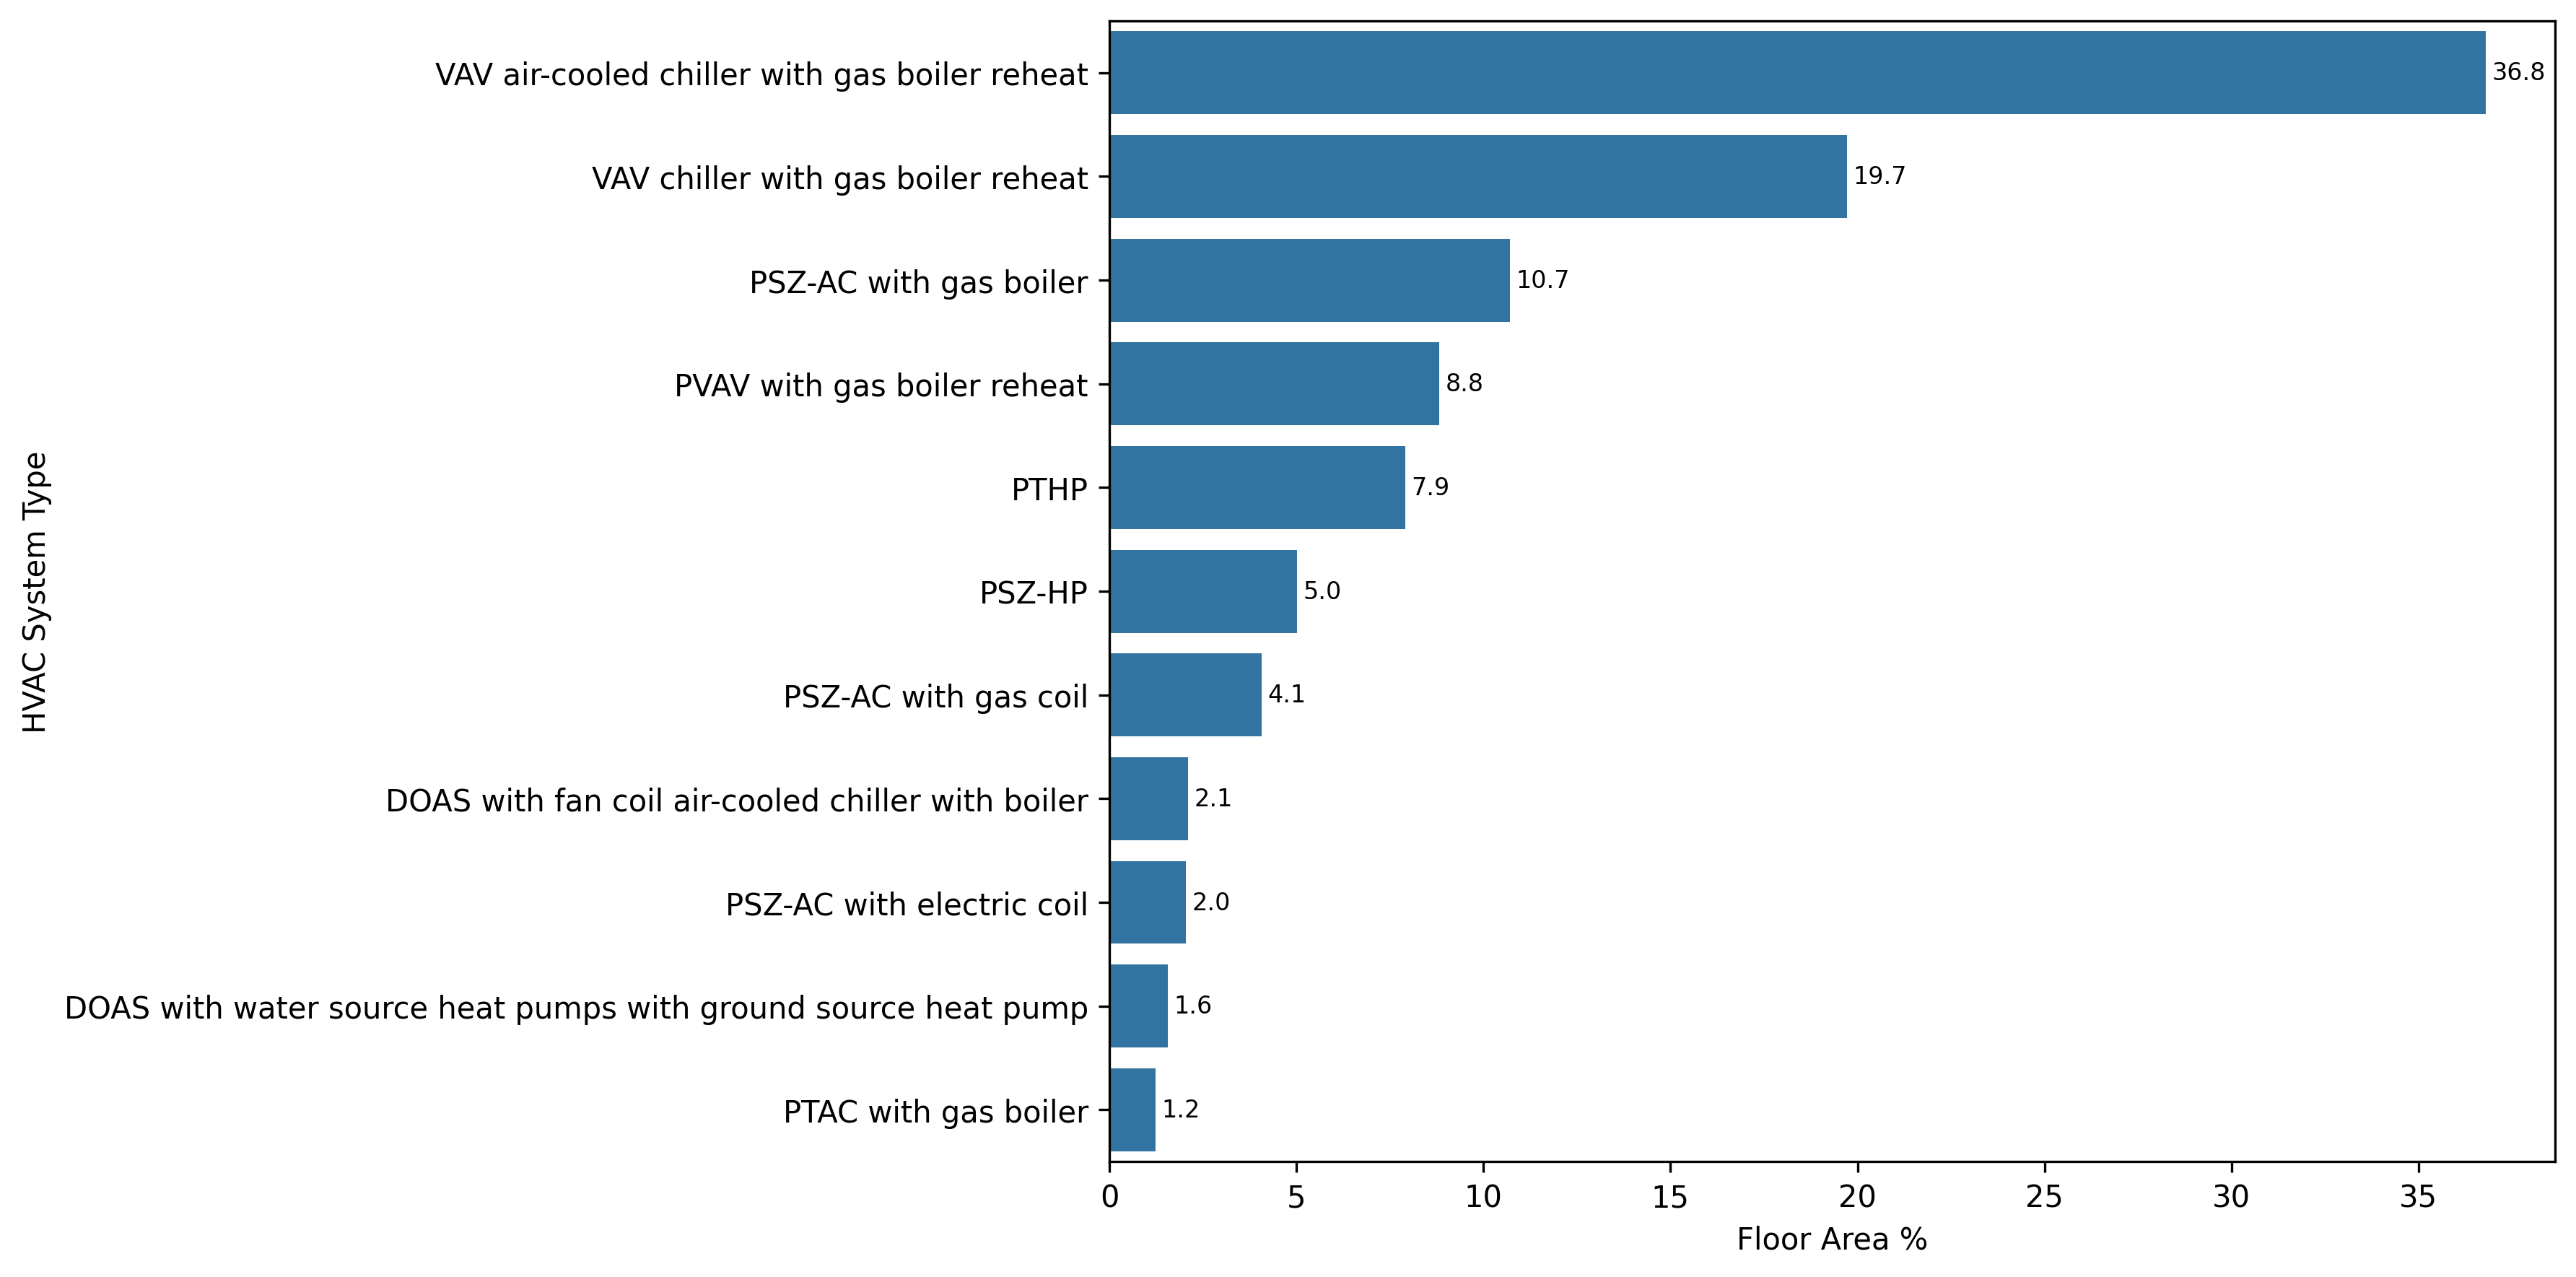 HVAC System Type
VAV air-cooled chiller with gas boiler reheat
36.8
VAV chiller with gas boiler reheat
19.7
PSZ-AC with gas boiler
10.7
PVAV with gas boiler reheat
8.8
PTHP
7.9
PSZ-HP
5.0
PSZ-AC with gas coil
4.1
DOAS with fan coil air-cooled chiller with boiler
2.1
PSZ-AC with electric coil
2.0
DOAS with water source heat pumps with ground source heat pump
1.6
PTAC with gas boiler
1.2
0 5 10 15 20 25 30 35
Floor Area %